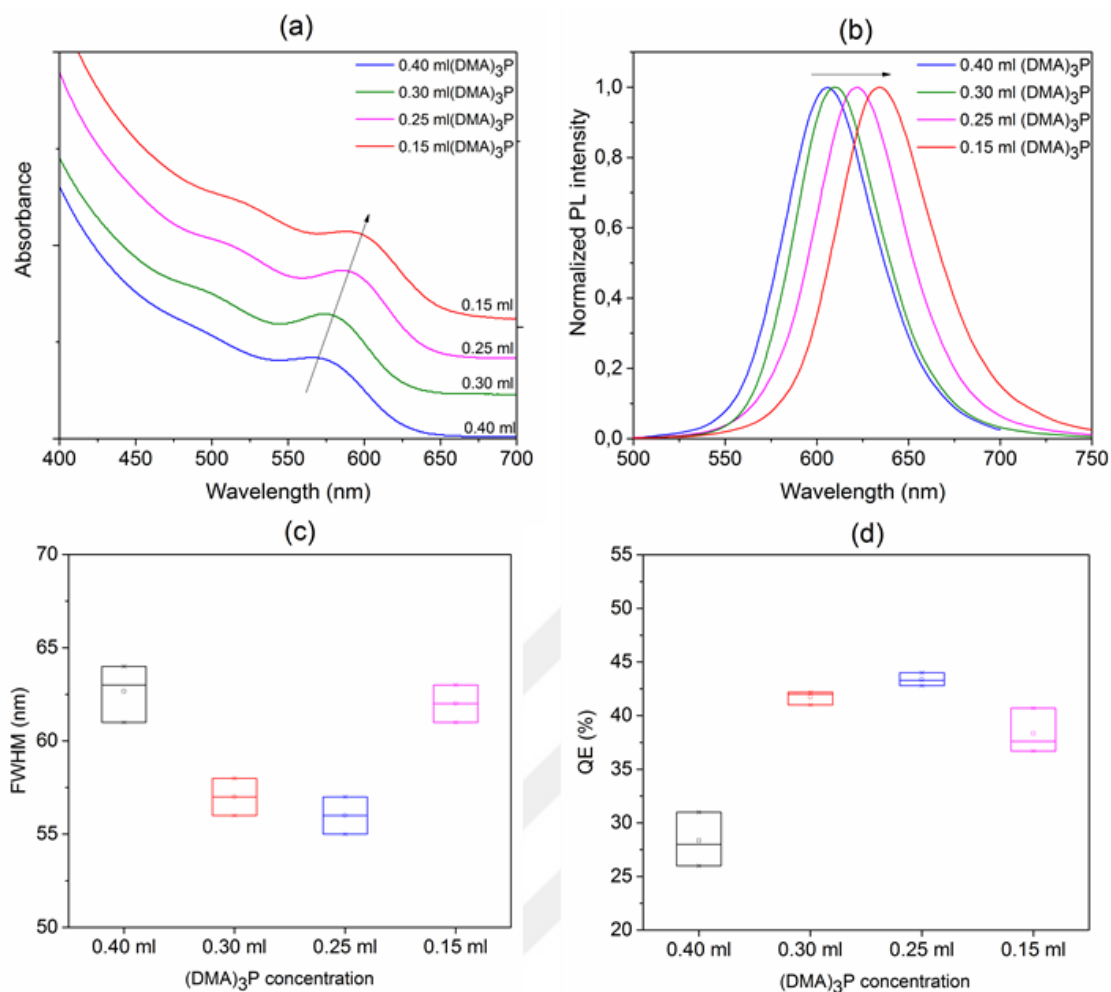 (a)
0.40 ml(DMA)₃P
0.30 ml(DMA)₃P
0.25 ml(DMA)₃P
0.15 ml(DMA)₃P
Absorbance
0.15 ml
0.25 ml
0.30 ml
0.40 ml
400 450 500 550 600 650 700
Wavelength (nm)
(b)
0.40 ml (DMA)₃P
0.30 ml (DMA)₃P
0.25 ml (DMA)₃P
0.15 ml (DMA)₃P
Normalized PL intensity
1,0
0,8
0,6
0,4
0,2
0,0
500 550 600 650 700 750
Wavelength (nm)
(c)
FWHM (nm)
70
65
60
55
50
0.40 ml 0.30 ml 0.25 ml 0.15 ml
(DMA)₃P concentration
(d)
QE (%)
55
50
45
40
35
30
25
20
0.40 ml 0.30 ml 0.25 ml 0.15 ml
(DMA)₃P concentration